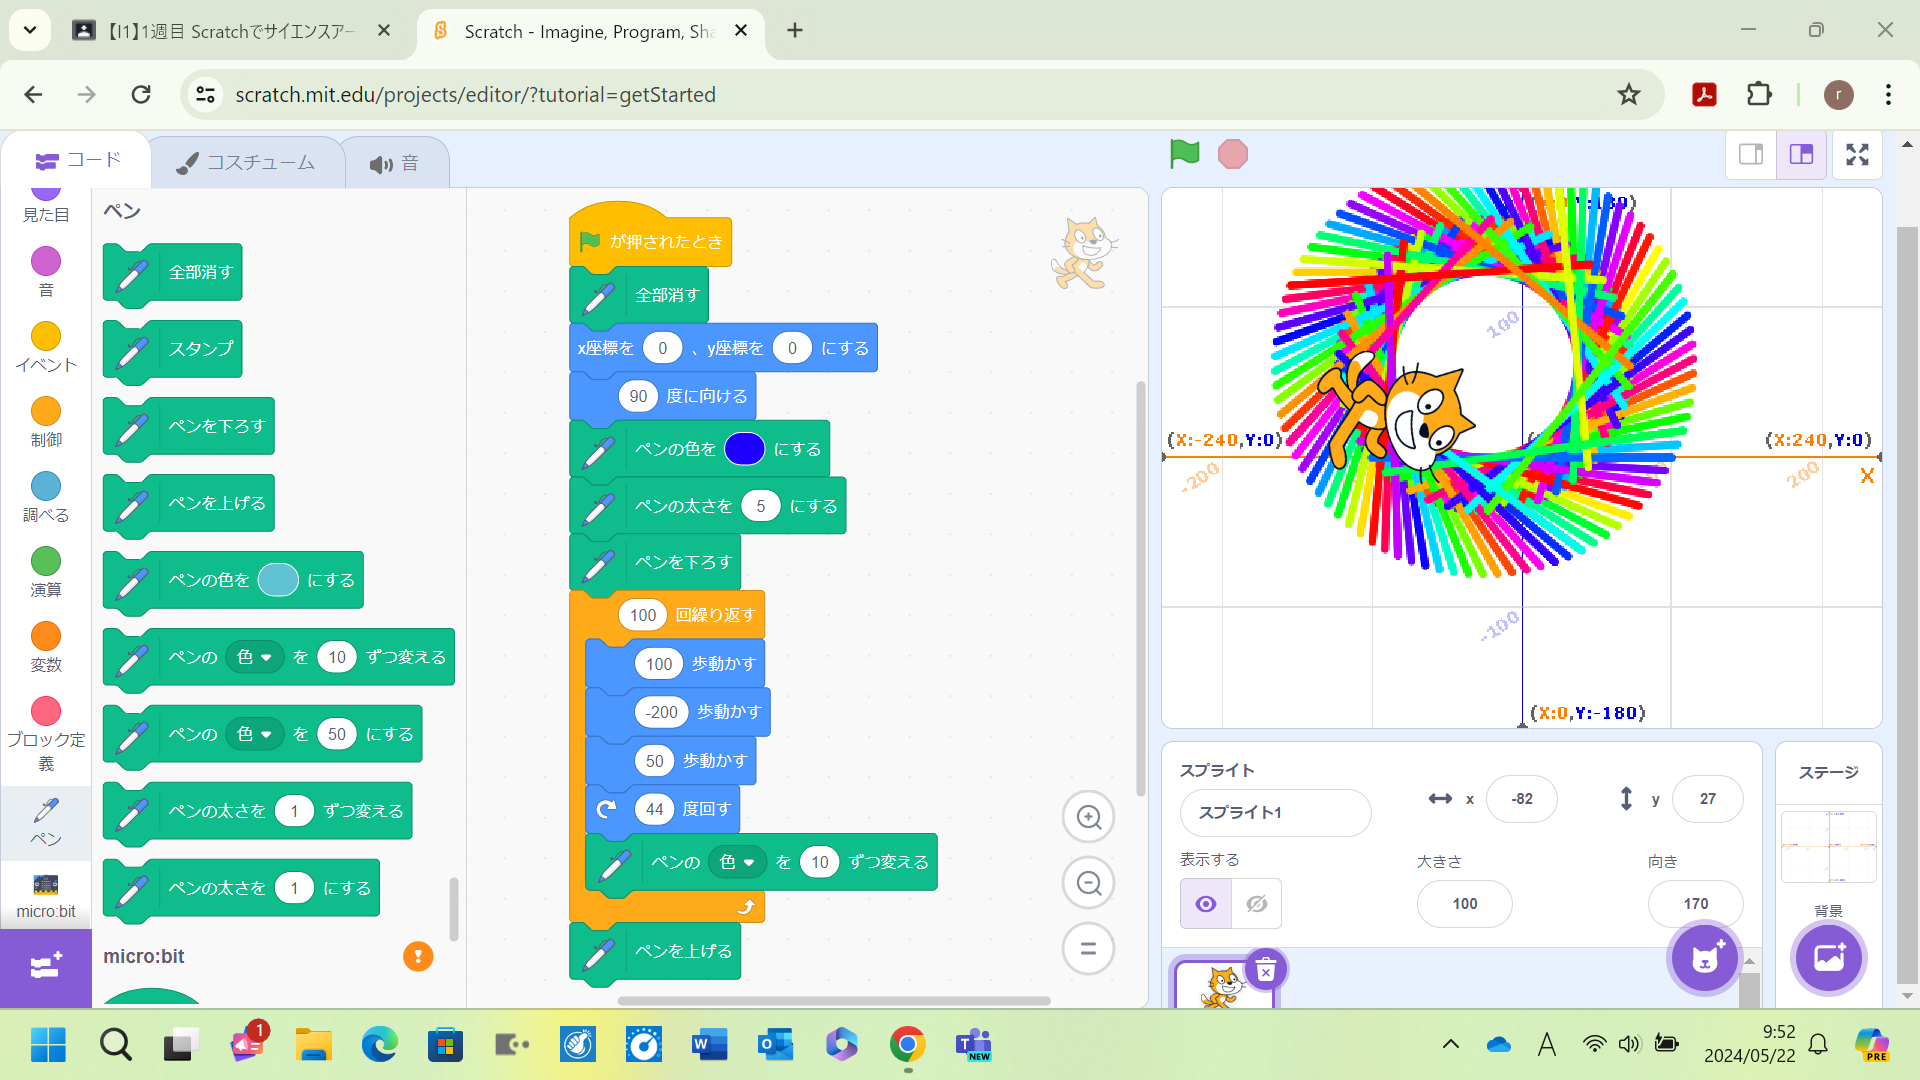 【I1】1週目 Scratchでサイエンスアー
Scratch - Imagine, Program, Sha
scratch.mit.edu/projects/editor/?tutorial=getStarted
r
コード
コスチューム
音
見た目
音
イベント
制御
調べる
演算
変数
ブロック定義
ペン
micro:bit
ペン
全部消す
スタンプ
ペンを下ろす
ペンを上げる
ペンの色を にする
ペンの 色 を 10 ずつ変える
ペンの 色 を 50 にする
ペンの太さを 1 ずつ変える
ペンの太さを 1 にする
micro:bit
が押されたとき
全部消す
x座標を 0 、y座標を 0 にする
90 度に向ける
ペンの色を にする
ペンの太さを 5 にする
ペンを下ろす
100 回繰り返す
100 歩動かす
-200 歩動かす
50 歩動かす
44 度回す
ペンの 色 を 10 ずつ変える
ペンを上げる
100
(X:-240,Y:0)
(X:240,Y:0)
-200
200
X
-100
(X:0,Y:-180)
スプライト
スプライト1
x -82
y 27
表示する
大きさ
向き
100
170
ステージ
背景
1
NEW
A
9:52
2024/05/22
PRE